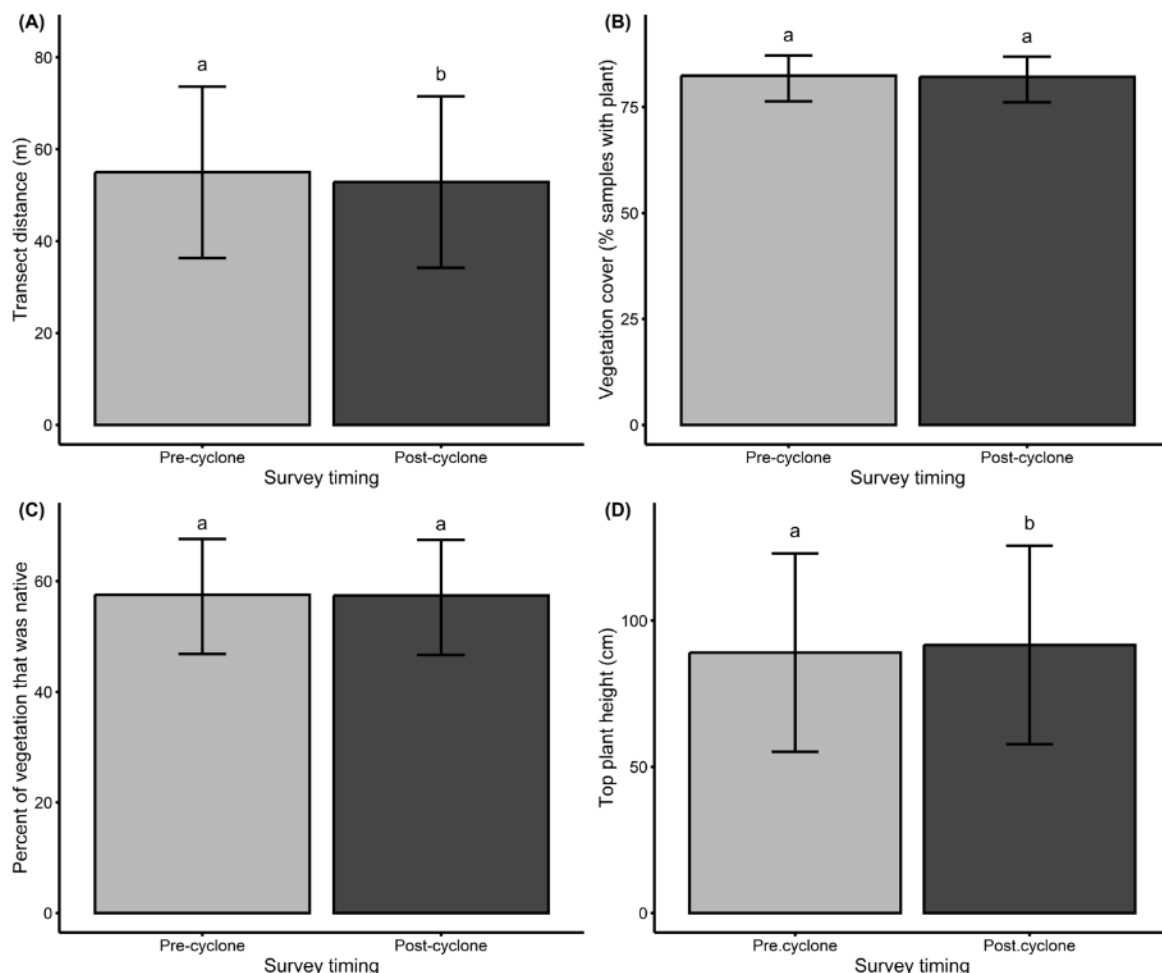 (A)
Transect distance (m)
80
60
40
20
0
a
b
Pre-cyclone
Post-cyclone
Survey timing
(B)
Vegetation cover (% samples with plant)
75
50
25
0
a
a
Pre-cyclone
Post-cyclone
Survey timing
(C)
Percent of vegetation that was native
60
40
20
0
a
a
Pre-cyclone
Post-cyclone
Survey timing
(D)
Top plant height (cm)
100
50
0
a
b
Pre.cyclone
Post.cyclone
Survey timing